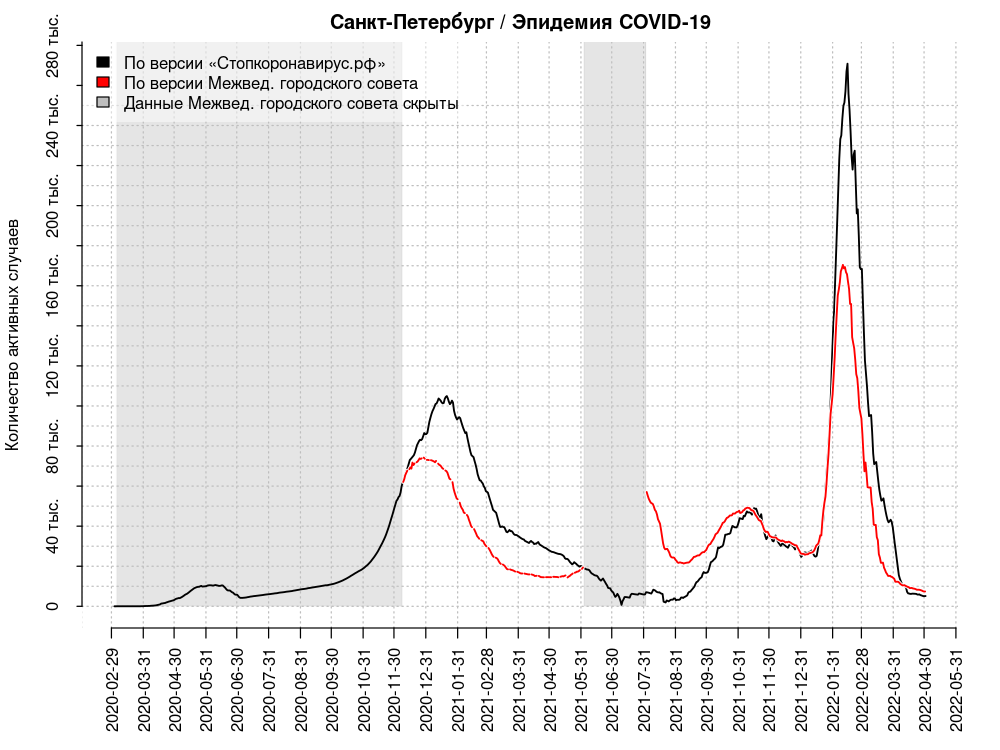 Санкт-Петербург / Эпидемия COVID-19
По версии «Стопкоронавирус.рф»
По версии Межвед. городского совета
Данные Межвед. городского совета скрыты
Количество активных случаев
280 тыс.
240 тыс.
200 тыс.
160 тыс.
120 тыс.
80 тыс.
40 тыс.
0
2020-02-29
2020-03-31
2020-04-30
2020-05-31
2020-06-30
2020-07-31
2020-08-31
2020-09-30
2020-10-31
2020-11-30
2020-12-31
2021-01-31
2021-02-28
2021-03-31
2021-04-30
2021-05-31
2021-06-30
2021-07-31
2021-08-31
2021-09-30
2021-10-31
2021-11-30
2021-12-31
2022-01-31
2022-02-28
2022-03-31
2022-04-30
2022-05-31